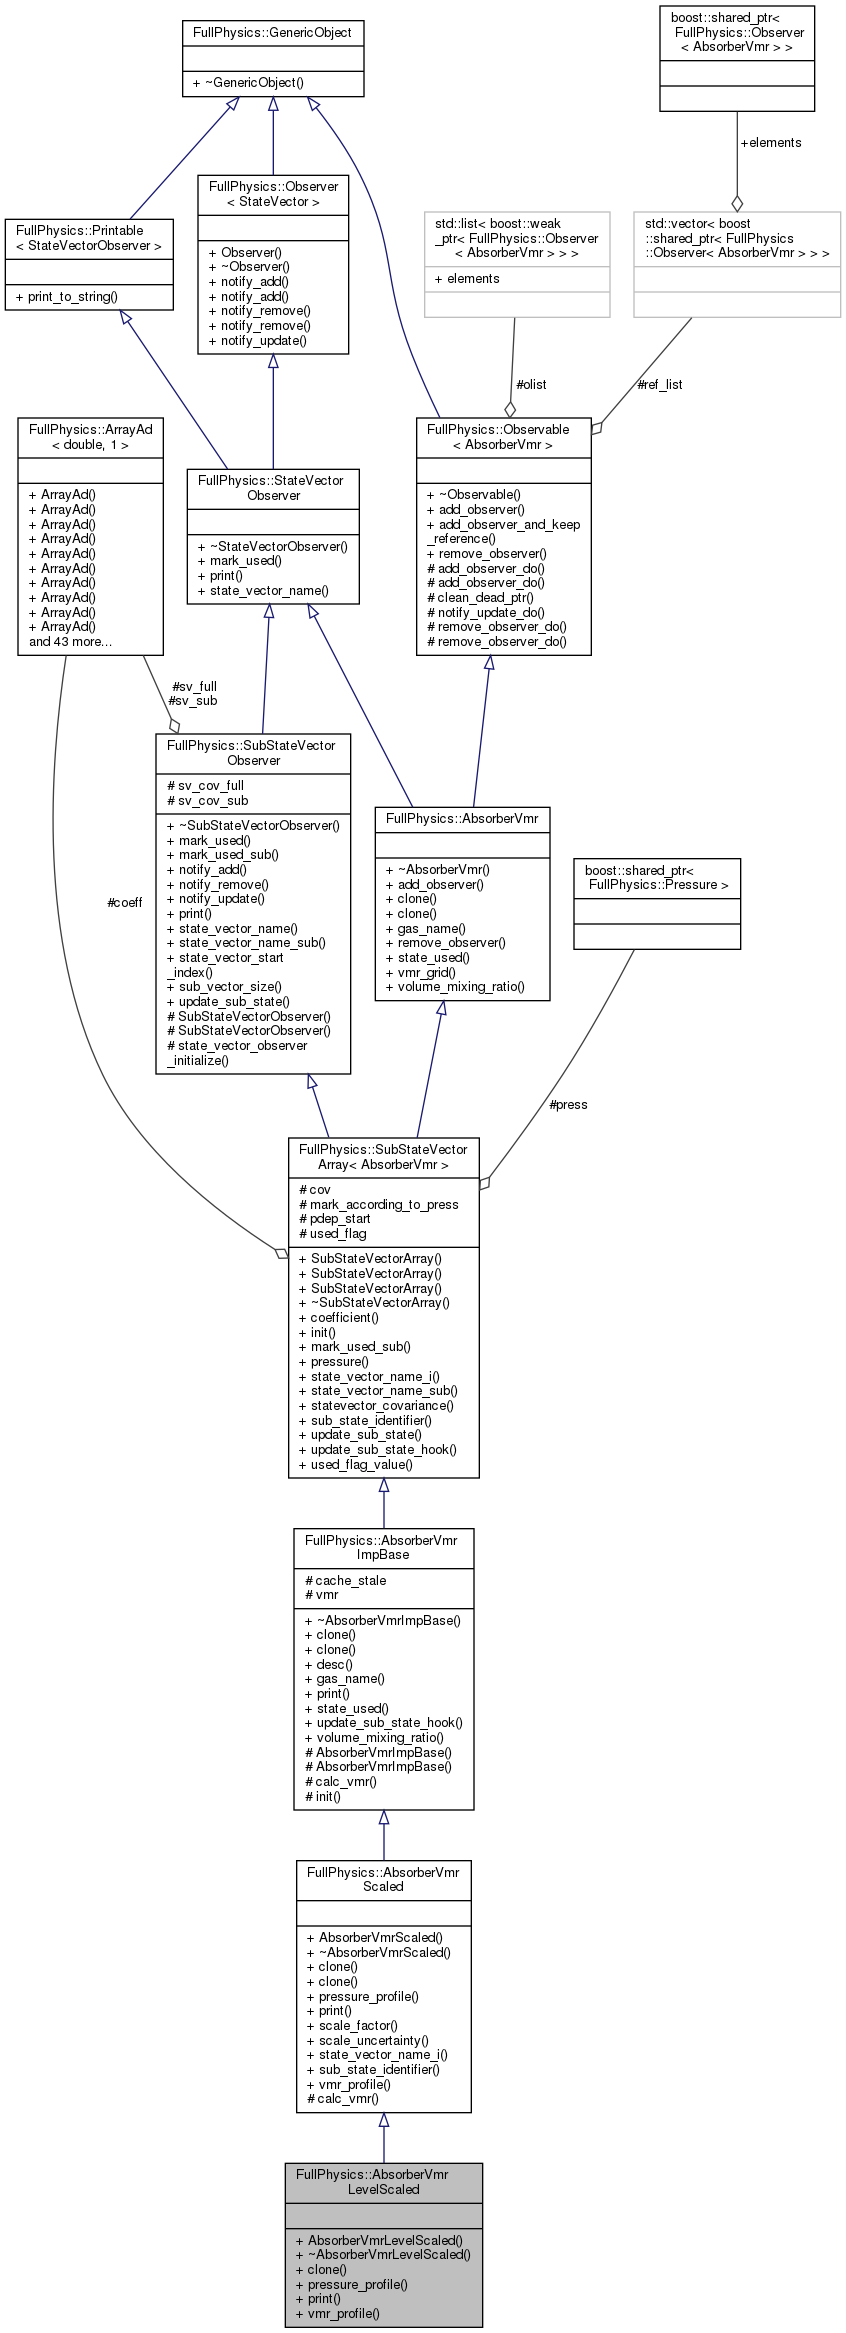 FullPhysics::GenericObject
+ ~GenericObject()
boost::shared_ptr<
FullPhysics::Observer
< AbsorberVmr > >
+elements
FullPhysics::Observer
< StateVector >
+ Observer()
+ ~Observer()
+ notify_add()
+ notify_add()
+ notify_remove()
+ notify_remove()
+ notify_update()
FullPhysics::Printable
< StateVectorObserver >
+ print_to_string()
std::list< boost::weak
_ptr< FullPhysics::Observer
< AbsorberVmr > > >
+ elements
std::vector< boost
::shared_ptr< FullPhysics
::Observer< AbsorberVmr > > >
#olist
#ref_list
FullPhysics::ArrayAd
< double, 1 >
+ ArrayAd()
+ ArrayAd()
+ ArrayAd()
+ ArrayAd()
+ ArrayAd()
+ ArrayAd()
+ ArrayAd()
+ ArrayAd()
+ ArrayAd()
+ ArrayAd()
and 43 more...
FullPhysics::StateVector
Observer
+ ~StateVectorObserver()
+ mark_used()
+ print()
+ state_vector_name()
FullPhysics::Observable
< AbsorberVmr >
+ ~Observable()
+ add_observer()
+ add_observer_and_keep
_reference()
+ remove_observer()
# add_observer_do()
# add_observer_do()
# clean_dead_ptr()
# notify_update_do()
# remove_observer_do()
# remove_observer_do()
#sv_full
#sv_sub
FullPhysics::SubStateVector
Observer
# sv_cov_full
# sv_cov_sub
+ ~SubStateVectorObserver()
+ mark_used()
+ mark_used_sub()
+ notify_add()
+ notify_remove()
+ notify_update()
+ print()
+ state_vector_name()
+ state_vector_name_sub()
+ state_vector_start
_index()
+ sub_vector_size()
+ update_sub_state()
# SubStateVectorObserver()
# SubStateVectorObserver()
# state_vector_observer
_initialize()
FullPhysics::AbsorberVmr
+ ~AbsorberVmr()
+ add_observer()
+ clone()
+ clone()
+ gas_name()
+ remove_observer()
+ state_used()
+ vmr_grid()
+ volume_mixing_ratio()
boost::shared_ptr<
FullPhysics::Pressure >
#coeff
#press
FullPhysics::SubStateVector
Array< AbsorberVmr >
# cov
# mark_according_to_press
# pdep_start
# used_flag
+ SubStateVectorArray()
+ SubStateVectorArray()
+ SubStateVectorArray()
+ ~SubStateVectorArray()
+ coefficient()
+ init()
+ mark_used_sub()
+ pressure()
+ state_vector_name_i()
+ state_vector_name_sub()
+ statevector_covariance()
+ sub_state_identifier()
+ update_sub_state()
+ update_sub_state_hook()
+ used_flag_value()
FullPhysics::AbsorberVmr
ImpBase
# cache_stale
# vmr
+ ~AbsorberVmrImpBase()
+ clone()
+ clone()
+ desc()
+ gas_name()
+ print()
+ state_used()
+ update_sub_state_hook()
+ volume_mixing_ratio()
# AbsorberVmrImpBase()
# AbsorberVmrImpBase()
# calc_vmr()
# init()
FullPhysics::AbsorberVmr
Scaled
+ AbsorberVmrScaled()
+ ~AbsorberVmrScaled()
+ clone()
+ clone()
+ pressure_profile()
+ print()
+ scale_factor()
+ scale_uncertainty()
+ state_vector_name_i()
+ sub_state_identifier()
+ vmr_profile()
# calc_vmr()
FullPhysics::AbsorberVmr
LevelScaled
+ AbsorberVmrLevelScaled()
+ ~AbsorberVmrLevelScaled()
+ clone()
+ pressure_profile()
+ print()
+ vmr_profile()